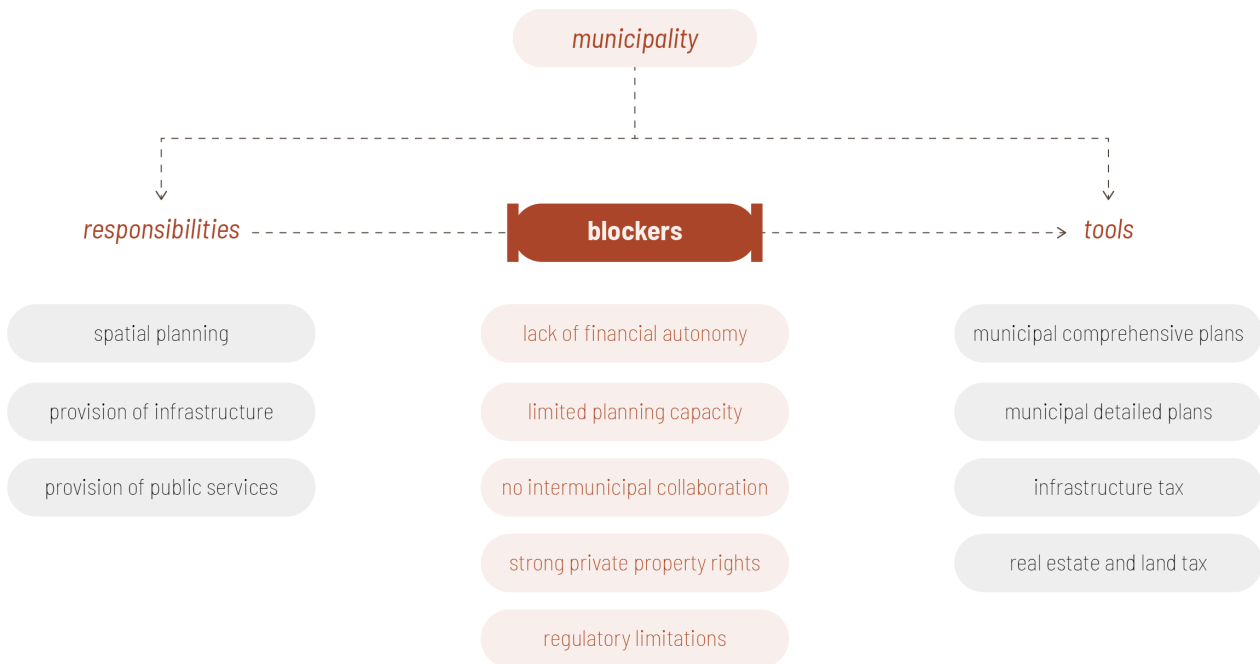 municipality
responsibilities
blockers
tools
spatial planning
provision of infrastructure
provision of public services
lack of financial autonomy
limited planning capacity
no intermunicipal collaboration
strong private property rights
regulatory limitations
municipal comprehensive plans
municipal detailed plans
infrastructure tax
real estate and land tax